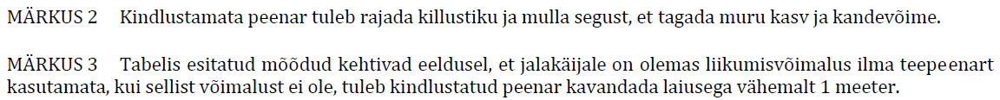 MÄRKUS 2 Kindlustamata peenar tuleb rajada killustiku ja mulla segust, et tagada muru kasv ja kandevõime.
MÄRKUS 3 Tabelis esitatud mõõdud kehtivad eeldusel, et jalakäijale on olemas liikumisvõimalus ilma teepeenart
kasutamata, kui sellist võimalust ei ole, tuleb kindlustatud peenar kavandada laiusega vähemalt 1 meeter.